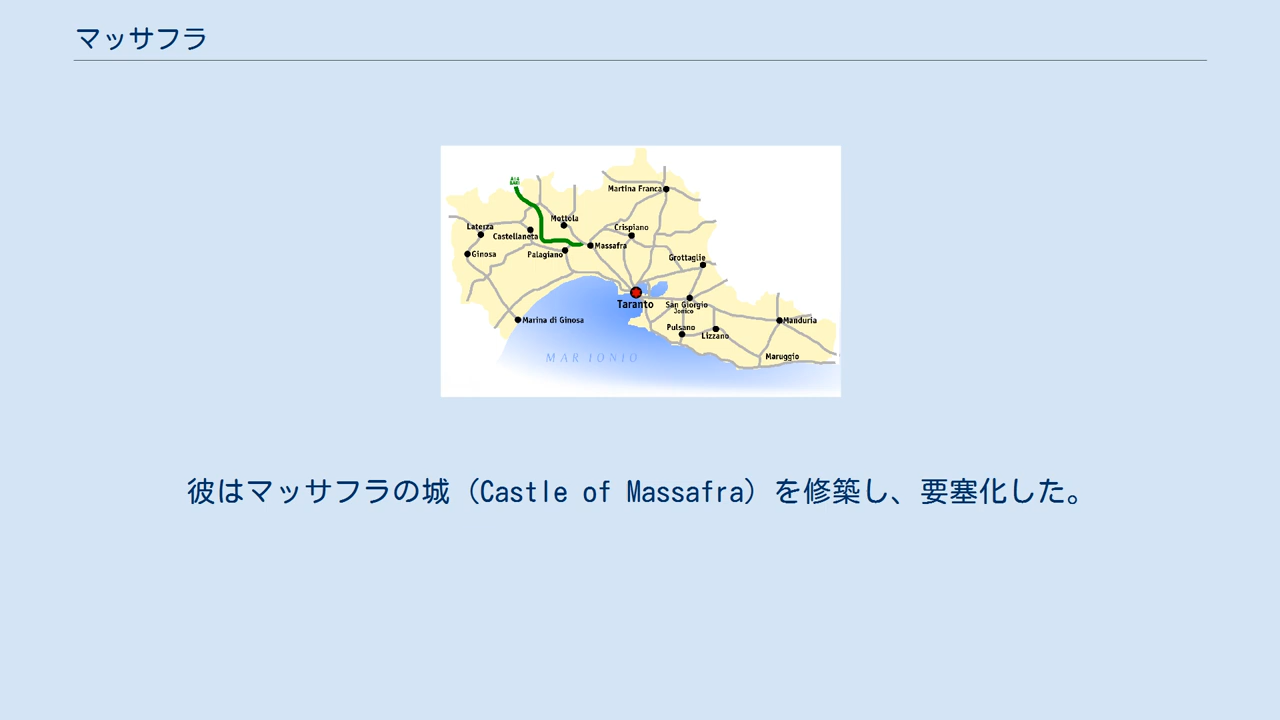 マッサフラ
Martina Franca
Mottola
Laterza
Crispiano
Castellaneta
Massafra
Ginosa
Palagiano
Grottaglie
Taranto
San Giorgio
Jonico
Marina di Ginosa
Manduria
Pulsano
Lizzano
MAR IONIO
Maruggio
彼はマッサフラの城（Castle of Massafra）を修築し、要塞化した。